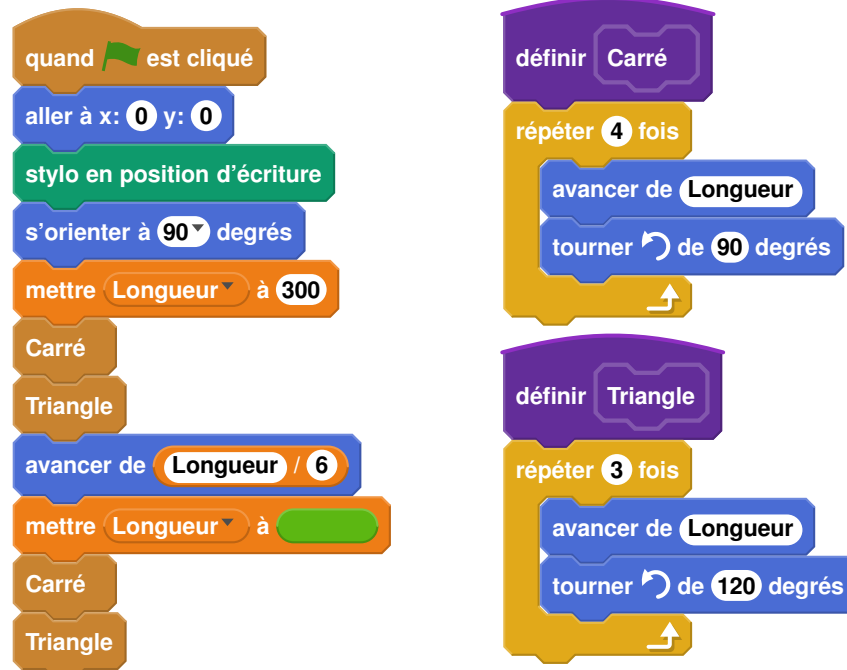 quand est cliqué
aller à x: 0 y: 0
stylo en position d'écriture
s'orienter à 90 degrés
mettre Longueur à 300
Carré
Triangle
avancer de Longueur / 6
mettre Longueur à
Carré
Triangle
définir Carré
répéter 4 fois
avancer de Longueur
tourner de 90 degrés
définir Triangle
répéter 3 fois
avancer de Longueur
tourner de 120 degrés